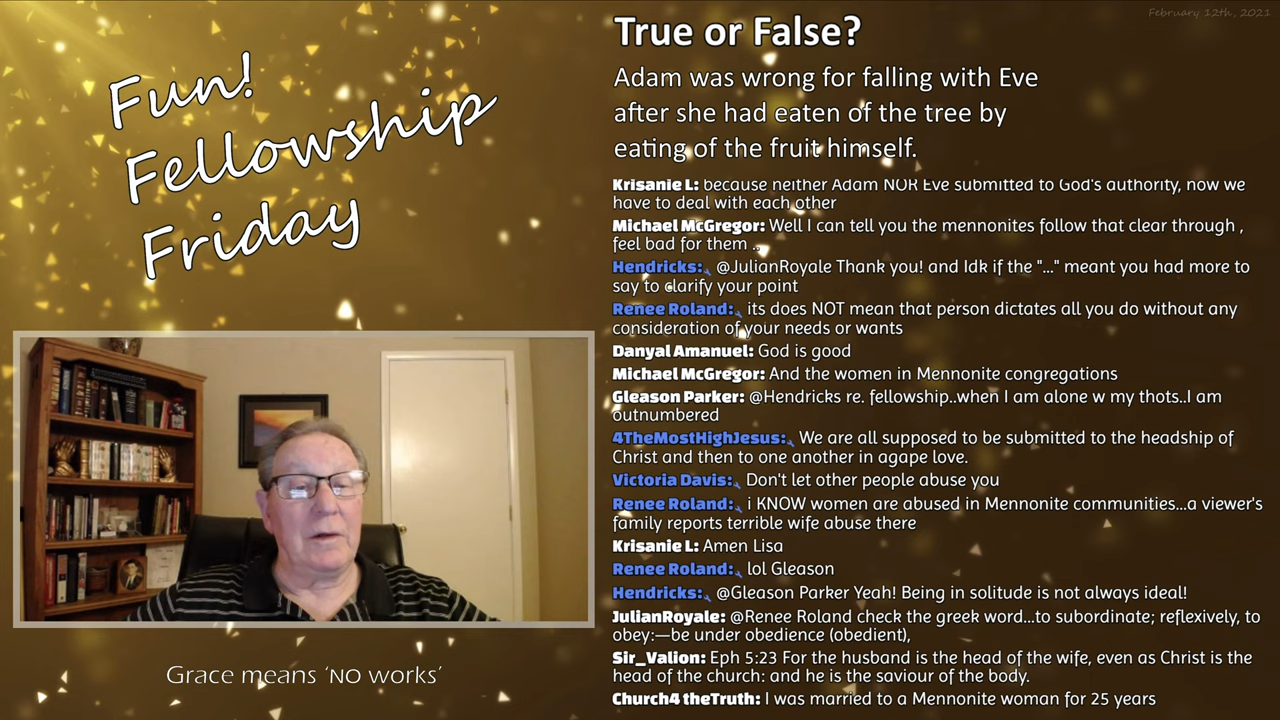 February 12th, 2021
Fun!
Fellowship
Friday
Grace means 'NO works'
True or False?
Adam was wrong for falling with Eve
after she had eaten of the tree by
eating of the fruit himself.
Krisanie L: because neither Adam NOR Eve submitted to God's authority, now we
have to deal with each other
Michael McGregor: Well I can tell you the mennonites follow that clear through ,
feel bad for them ..
Hendricks: @JulianRoyale Thank you! and Idk if the "..." meant you had more to
say to clarify your point
Renee Roland: its does NOT mean that person dictates all you do without any
consideration of your needs or wants
Danyal Amanuel: God is good
Michael McGregor: And the women in Mennonite congregations
Gleason Parker: @Hendricks re. fellowship..when I am alone w my thots..I am
outnumbered
4TheMostHighJesus: We are all supposed to be submitted to the headship of
Christ and then to one another in agape love.
Victoria Davis: Don't let other people abuse you
Renee Roland: i KNOW women are abused in Mennonite communities...a viewer's
family reports terrible wife abuse there
Krisanie L: Amen Lisa
Renee Roland: lol Gleason
Hendricks: @Gleason Parker Yeah! Being in solitude is not always ideal!
JulianRoyale: @Renee Roland check the greek word...to subordinate; reflexively, to
obey:—be under obedience (obedient),
Sir_Valion: Eph 5:23 For the husband is the head of the wife, even as Christ is the
head of the church: and he is the saviour of the body.
Church4 theTruth: I was married to a Mennonite woman for 25 years